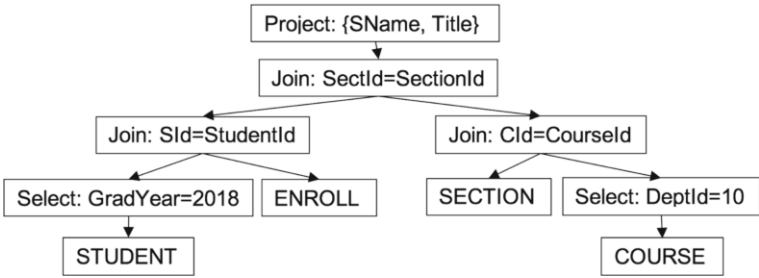 Project: {SName, Title}
Join: SectId=SectionId
Join: SId=StudentId
Join: CId=CourseId
Select: GradYear=2018
ENROLL
SECTION
Select: DeptId=10
STUDENT
COURSE